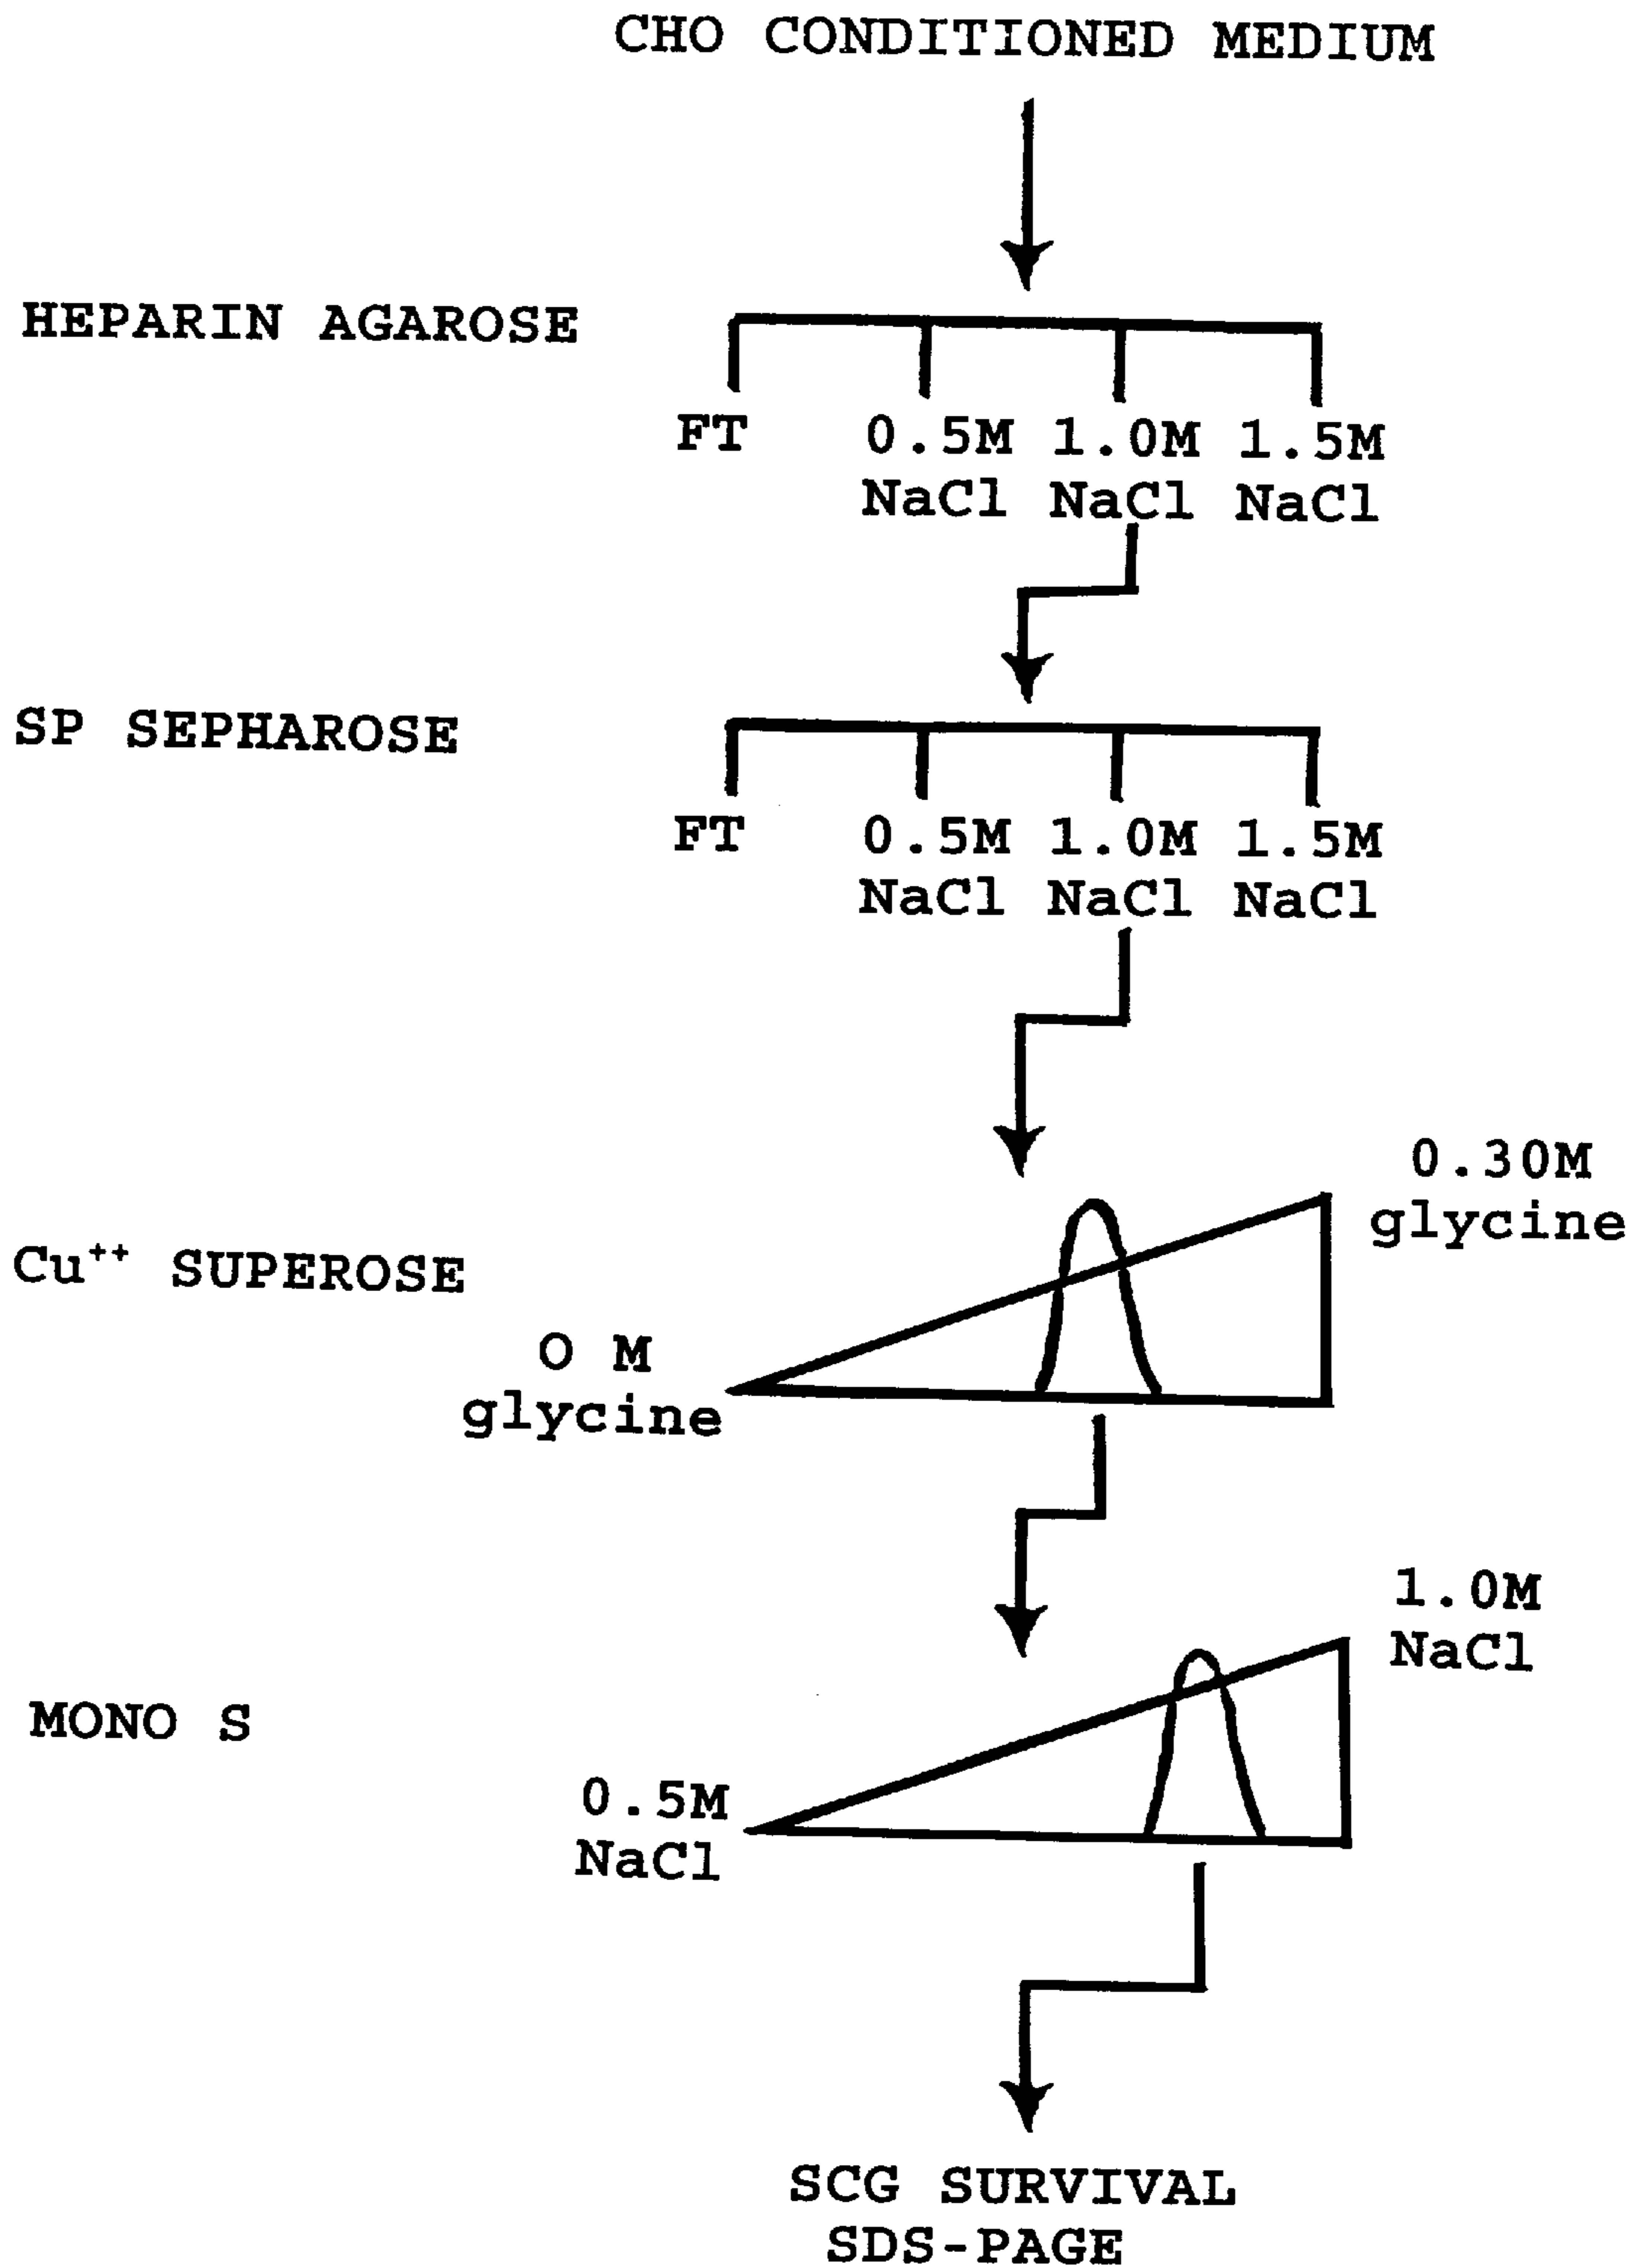 CHO CONDITIONED MEDIUM
HEPARIN AGAROSE
FT 0.5M 1.0M 1.5M
NaCl NaCl NaCl
SP SEPHAROSE
FT 0.5M 1.0M 1.5M
NaCl NaCl NaCl
0.30M
glycine
Cu++ SUPEROSE
O M
glycine
1.0M
NaCl
MONO S
0.5M
NaCl
SCG SURVIVAL
SDS-PAGE